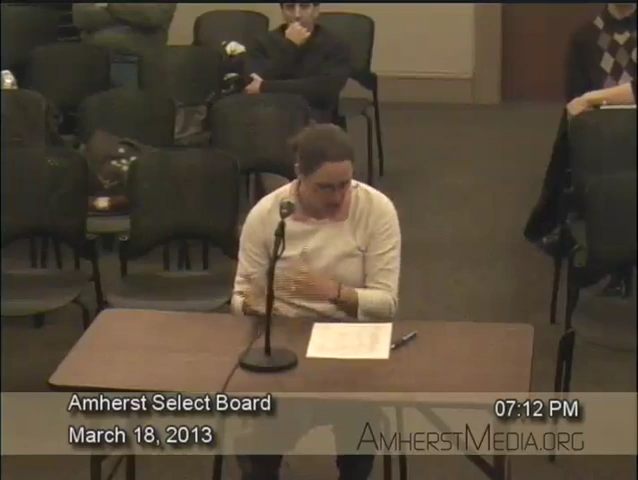 Amherst Select Board
07:12 PM
March 18, 2013
AMHERSTMEDIA.ORG